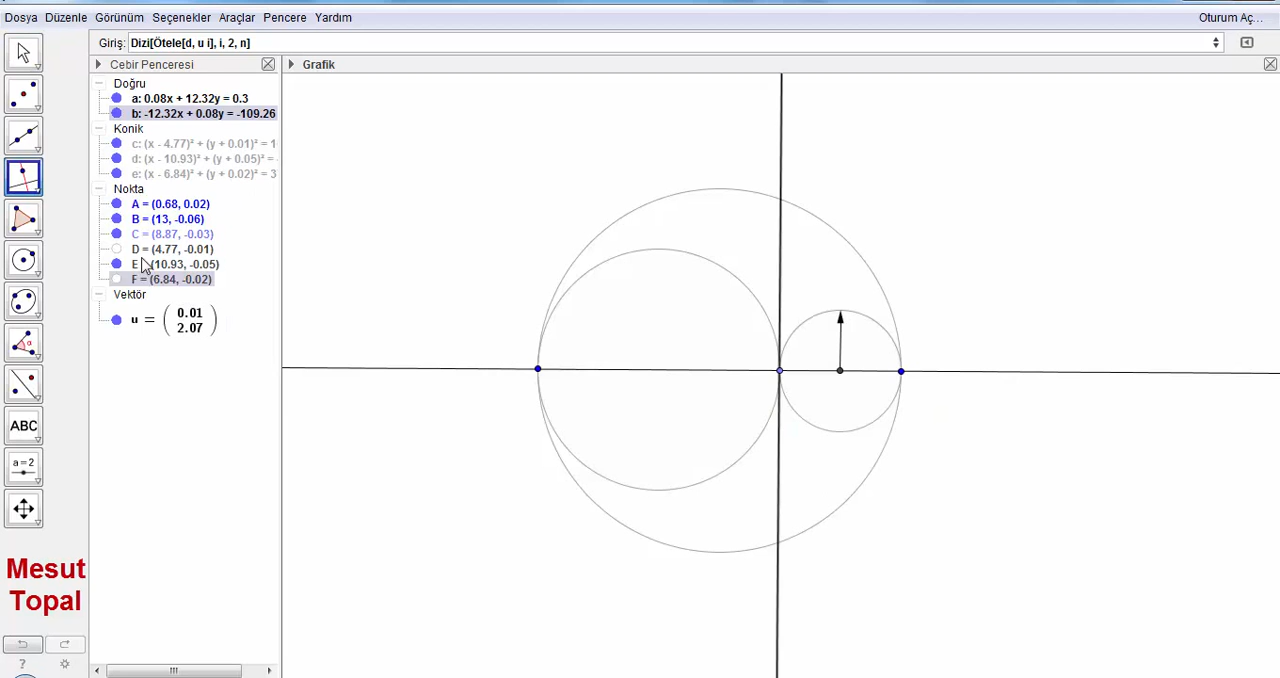 Dosya Düzenle Görünüm Seçenekler Araçlar Pencere Yardım Oturum Aç...
Giriş: Dizi[Ötele[d, u i], i, 2, n]
Cebir Penceresi
Grafik
Doğru
a: 0.08x + 12.32y = 0.3
b: -12.32x + 0.08y = -109.26
Konik
c: (x - 4.77)² + (y + 0.01)² = 1
d: (x - 10.93)² + (y + 0.05)² =
e: (x - 6.84)² + (y + 0.02)² = 3
Nokta
A = (0.68, 0.02)
B = (13, -0.06)
C = (8.87, -0.03)
D = (4.77, -0.01)
E (10.93, -0.05)
F = (6.84, -0.02)
Vektör
u = ( 0.01
2.07 )
α
ABC
a = 2
Mesut
Topal
?